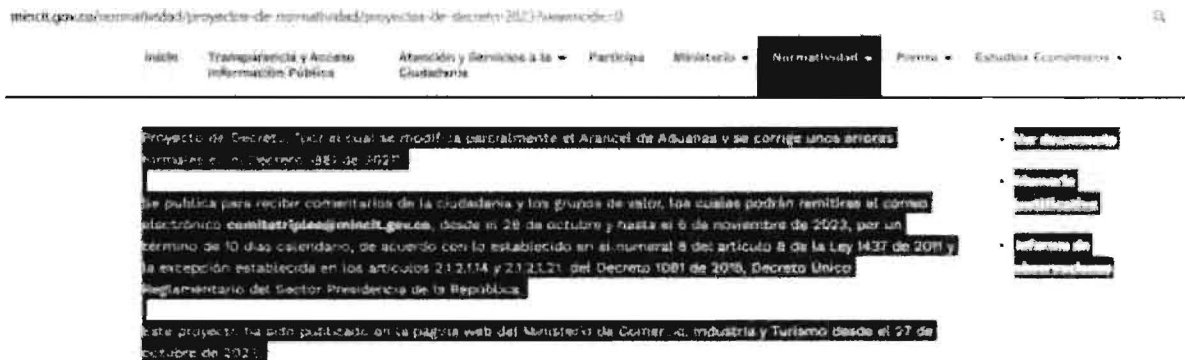 mincit.gov.co/normatividad/proyectos-de-normatividad/proyectos-de-decreto-2023?viewmode=0
Inicio
Transparencia y Acceso
Información Pública
Atención y Servicios a la
Ciudadanía
Participa
Ministerio
Normatividad
Prensa
Estudios Económicos
Proyecto de Decreto "por el cual se modifica parcialmente el Arancel de Aduanas y se corrige unos errores
formales en el Decreto 1881 de 2021"
Se publica para recibir comentarios de la ciudadanía y los grupos de valor, los cuales podrán remitirse al correo
electrónico comitetriplea@mincit.gov.co, desde el 28 de octubre y hasta el 6 de noviembre de 2023, por un
término de 10 días calendario, de acuerdo con lo establecido en el numeral 8 del artículo 8 de la Ley 1437 de 2011 y
la excepción establecida en los artículos 2.1.2.1.14 y 2.1.2.1.21. del Decreto 1081 de 2015, Decreto Único
Reglamentario del Sector Presidencia de la República.
Este proyecto ha sido publicado en la página web del Ministerio de Comercio, Industria y Turismo desde el 27 de
octubre de 2023.
Ver documento